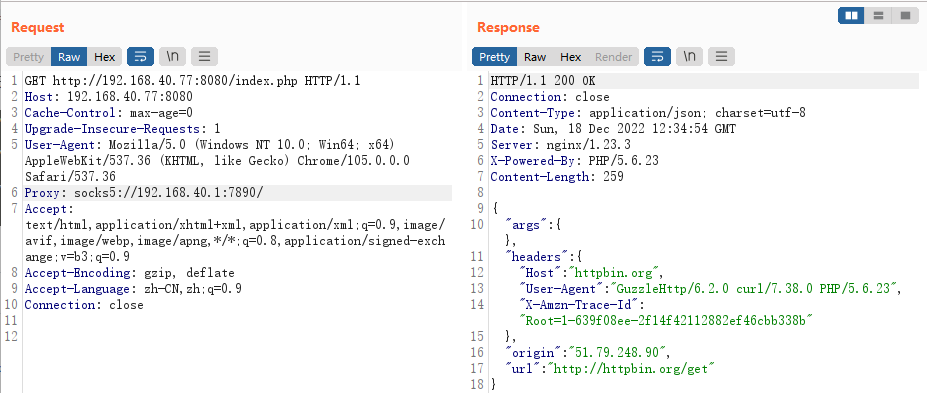 Request
Pretty Raw Hex \n
1 GET http://192.168.40.77:8080/index.php HTTP/1.1
2 Host: 192.168.40.77:8080
3 Cache-Control: max-age=0
4 Upgrade-Insecure-Requests: 1
5 User-Agent: Mozilla/5.0 (Windows NT 10.0; Win64; x64)
AppleWebKit/537.36 (KHTML, like Gecko) Chrome/105.0.0.0
Safari/537.36
6 Proxy: socks5://192.168.40.1:7890/
7 Accept:
text/html,application/xhtml+xml,application/xml;q=0.9,image/
avif,image/webp,image/apng,*/*;q=0.8,application/signed-exch
ange;v=b3;q=0.9
8 Accept-Encoding: gzip, deflate
9 Accept-Language: zh-CN,zh;q=0.9
10 Connection: close
11
12
Response
Pretty Raw Hex Render \n
1 HTTP/1.1 200 OK
2 Connection: close
3 Content-Type: application/json; charset=utf-8
4 Date: Sun, 18 Dec 2022 12:34:54 GMT
5 Server: nginx/1.23.3
6 X-Powered-By: PHP/5.6.23
7 Content-Length: 259
8
9 {
10 "args":{
},
11 "headers":{
12 "Host":"httpbin.org",
13 "User-Agent":"GuzzleHttp/6.2.0 curl/7.38.0 PHP/5.6.23",
14 "X-Amzn-Trace-Id":
"Root=1-639f08ee-2f14f42112882ef46cbb338b"
15 },
16 "origin":"51.79.248.90",
17 "url":"http://httpbin.org/get"
18 }